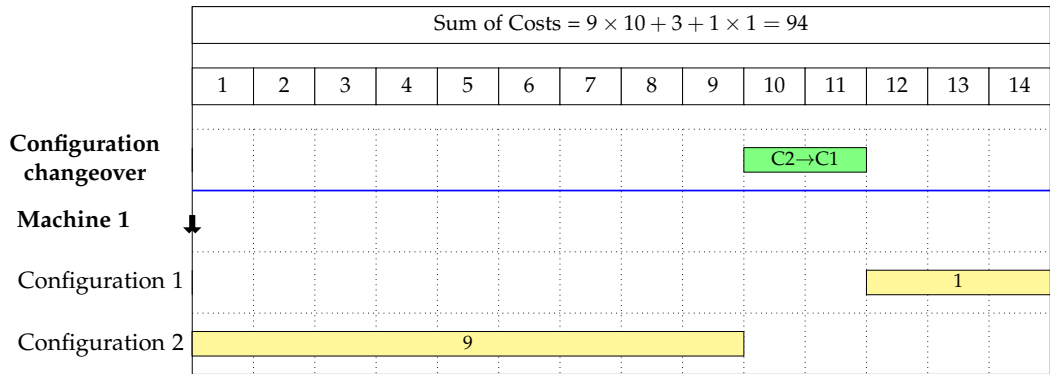 Sum of Costs = 9 × 10 + 3 + 1 × 1 = 94
1 2 3 4 5 6 7 8 9 10 11 12 13 14
Configuration
changeover
C2→C1
Machine 1
Configuration 1
1
Configuration 2
9